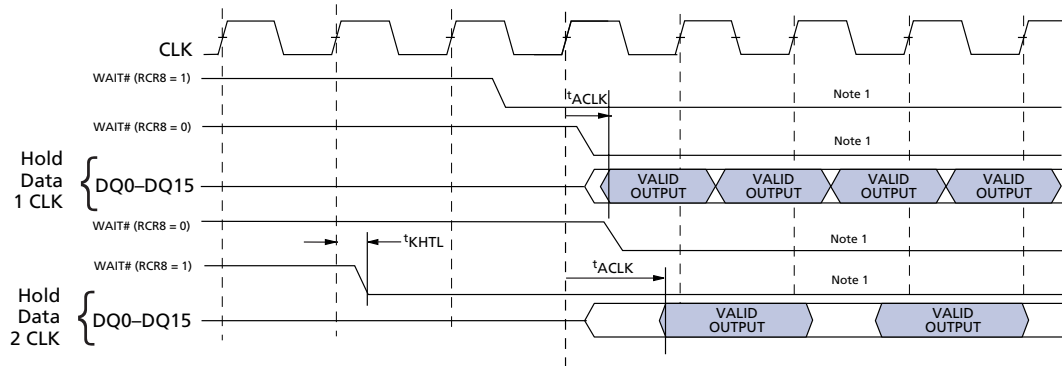 CLK
WAIT# (RCR8 = 1)
Note 1
tACLK
WAIT# (RCR8 = 0)
Note 1
Hold
Data
1 CLK
DQ0–DQ15
VALID
OUTPUT
VALID
OUTPUT
VALID
OUTPUT
VALID
OUTPUT
WAIT# (RCR8 = 0)
Note 1
tKHTL
WAIT# (RCR8 = 1)
tACLK
Note 1
Hold
Data
2 CLK
DQ0–DQ15
VALID
OUTPUT
VALID
OUTPUT